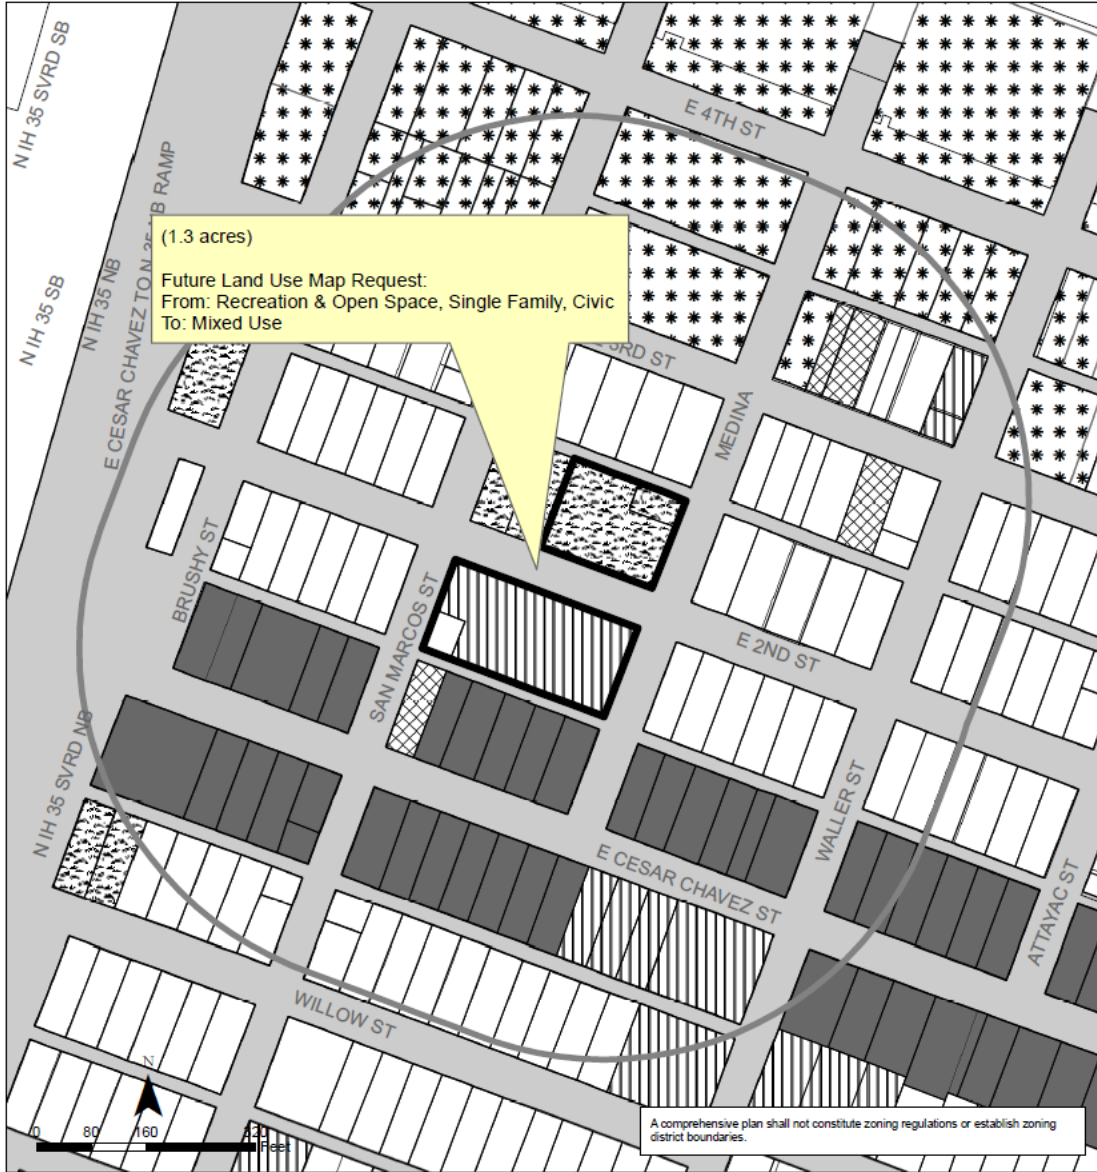 N IH 35 SVRD SB
E 4TH ST
E CESAR CHAVEZ TO N 35 NB RAMP
(1.3 acres)
Future Land Use Map Request:
From: Recreation & Open Space, Single Family, Civic
To: Mixed Use
N IH 35 SB
N IH 35 NB
3RD ST
MEDINA
BRUSHY ST
SAN MARCOS ST
E 2ND ST
N IH 35 SVRD NB
WALLER ST
E CESAR CHAVEZ ST
ATTAYAC ST
WILLOW ST
N
0 80 160 320
Feet
A comprehensive plan shall not constitute zoning regulations or establish zoning
district boundaries.